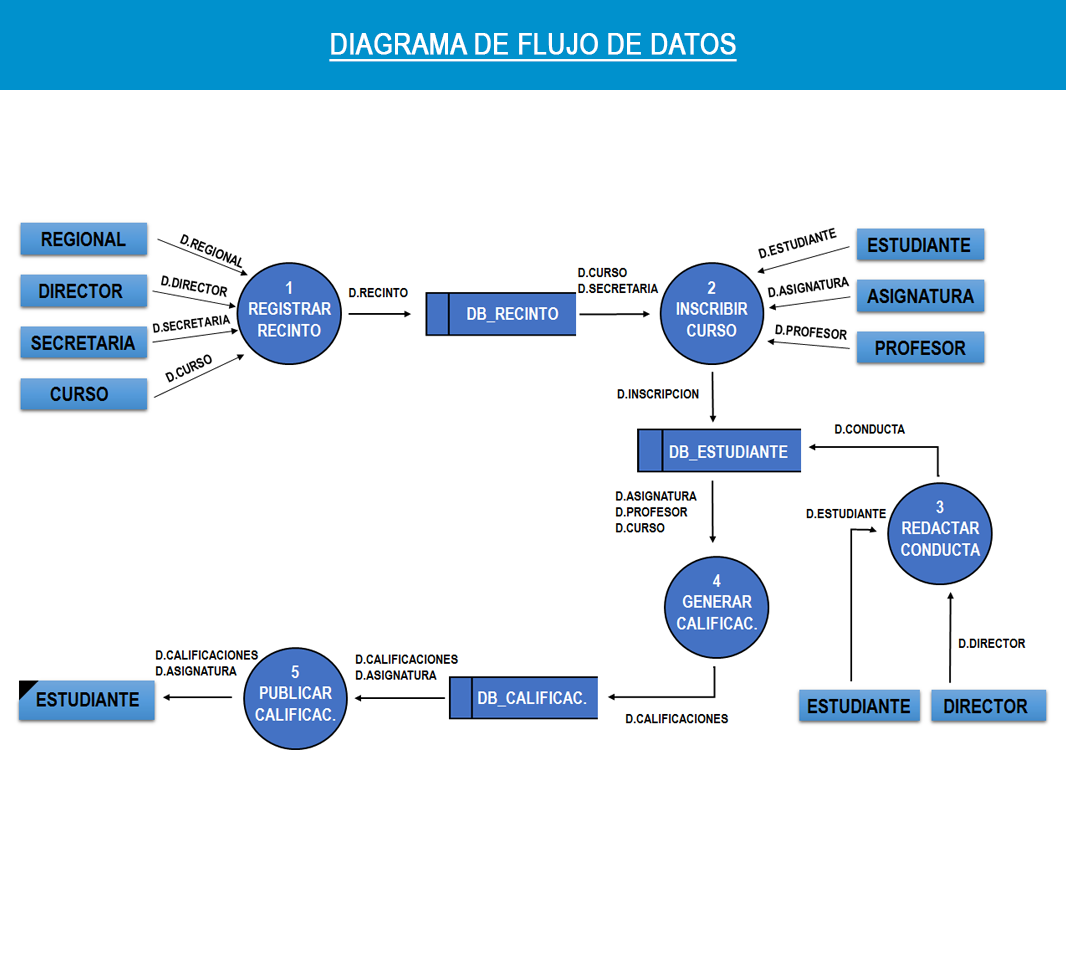 DIAGRAMA DE FLUJO DE DATOS
REGIONAL
DIRECTOR
SECRETARIA
CURSO
D.REGIONAL
D.DIRECTOR
D.SECRETARIA
D.CURSO
1
REGISTRAR
RECINTO
D.RECINTO
DB_RECINTO
D.CURSO
D.SECRETARIA
2
INSCRIBIR
CURSO
D.ESTUDIANTE
D.ASIGNATURA
D.PROFESOR
ESTUDIANTE
ASIGNATURA
PROFESOR
D.INSCRIPCION
DB_ESTUDIANTE
D.CONDUCTA
3
REDACTAR
CONDUCTA
D.ESTUDIANTE
D.DIRECTOR
ESTUDIANTE
DIRECTOR
D.ASIGNATURA
D.PROFESOR
D.CURSO
4
GENERAR
CALIFICAC.
D.CALIFICACIONES
DB_CALIFICAC.
D.CALIFICACIONES
D.ASIGNATURA
5
PUBLICAR
CALIFICAC.
D.CALIFICACIONES
D.ASIGNATURA
ESTUDIANTE